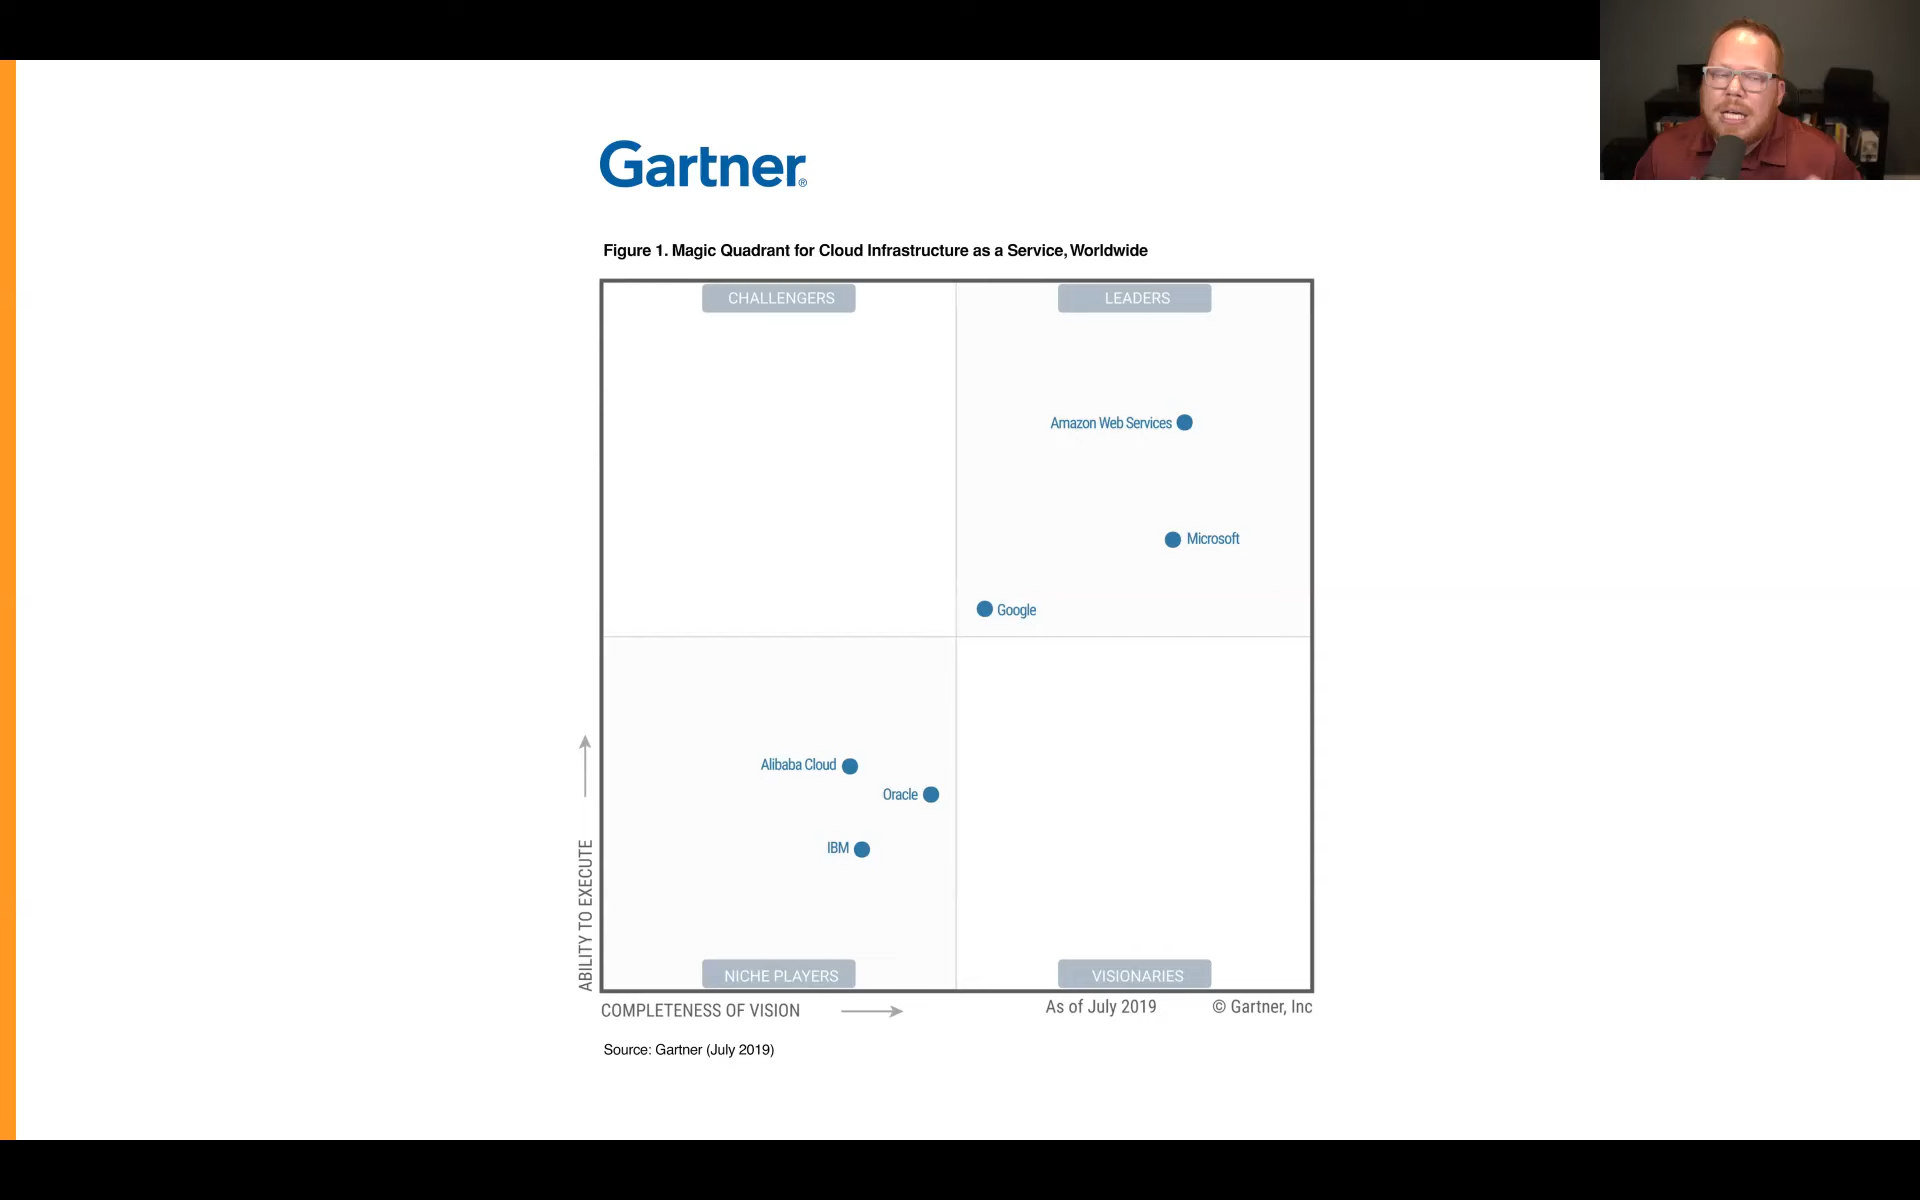 Gartner®
Figure 1. Magic Quadrant for Cloud Infrastructure as a Service, Worldwide
CHALLENGERS
LEADERS
Amazon Web Services
Microsoft
Google
Alibaba Cloud
Oracle
IBM
NICHE PLAYERS
VISIONARIES
ABILITY TO EXECUTE
COMPLETENESS OF VISION
As of July 2019
© Gartner, Inc
Source: Gartner (July 2019)